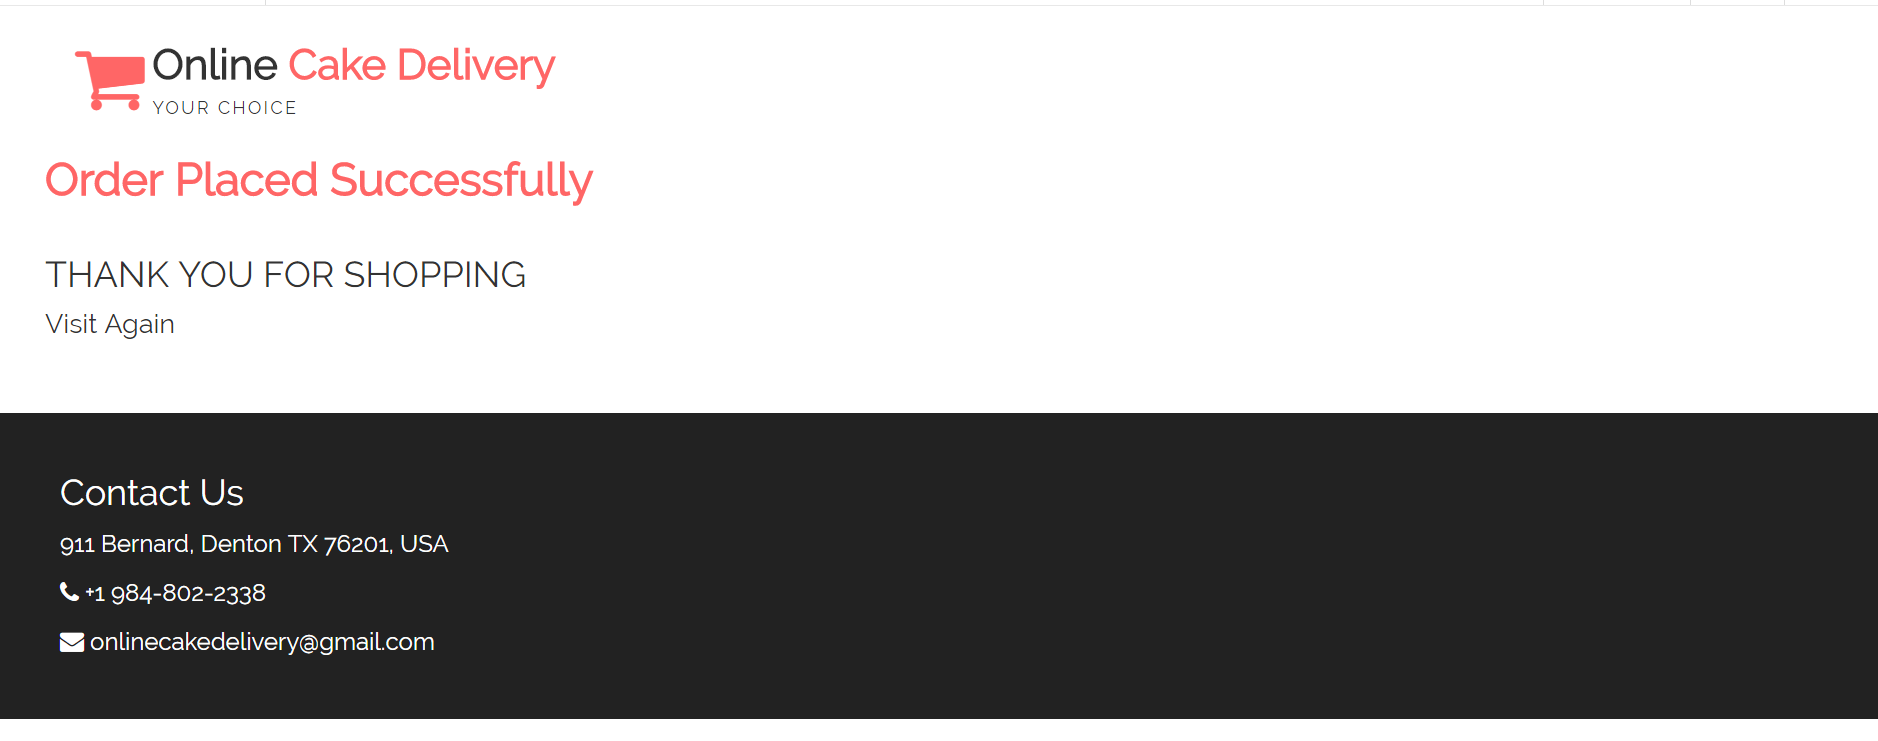 Online Cake Delivery
YOUR CHOICE
Order Placed Successfully
THANK YOU FOR SHOPPING
Visit Again
Contact Us
911 Bernard, Denton TX 76201, USA
+1 984-802-2338
onlinecakedelivery@gmail.com